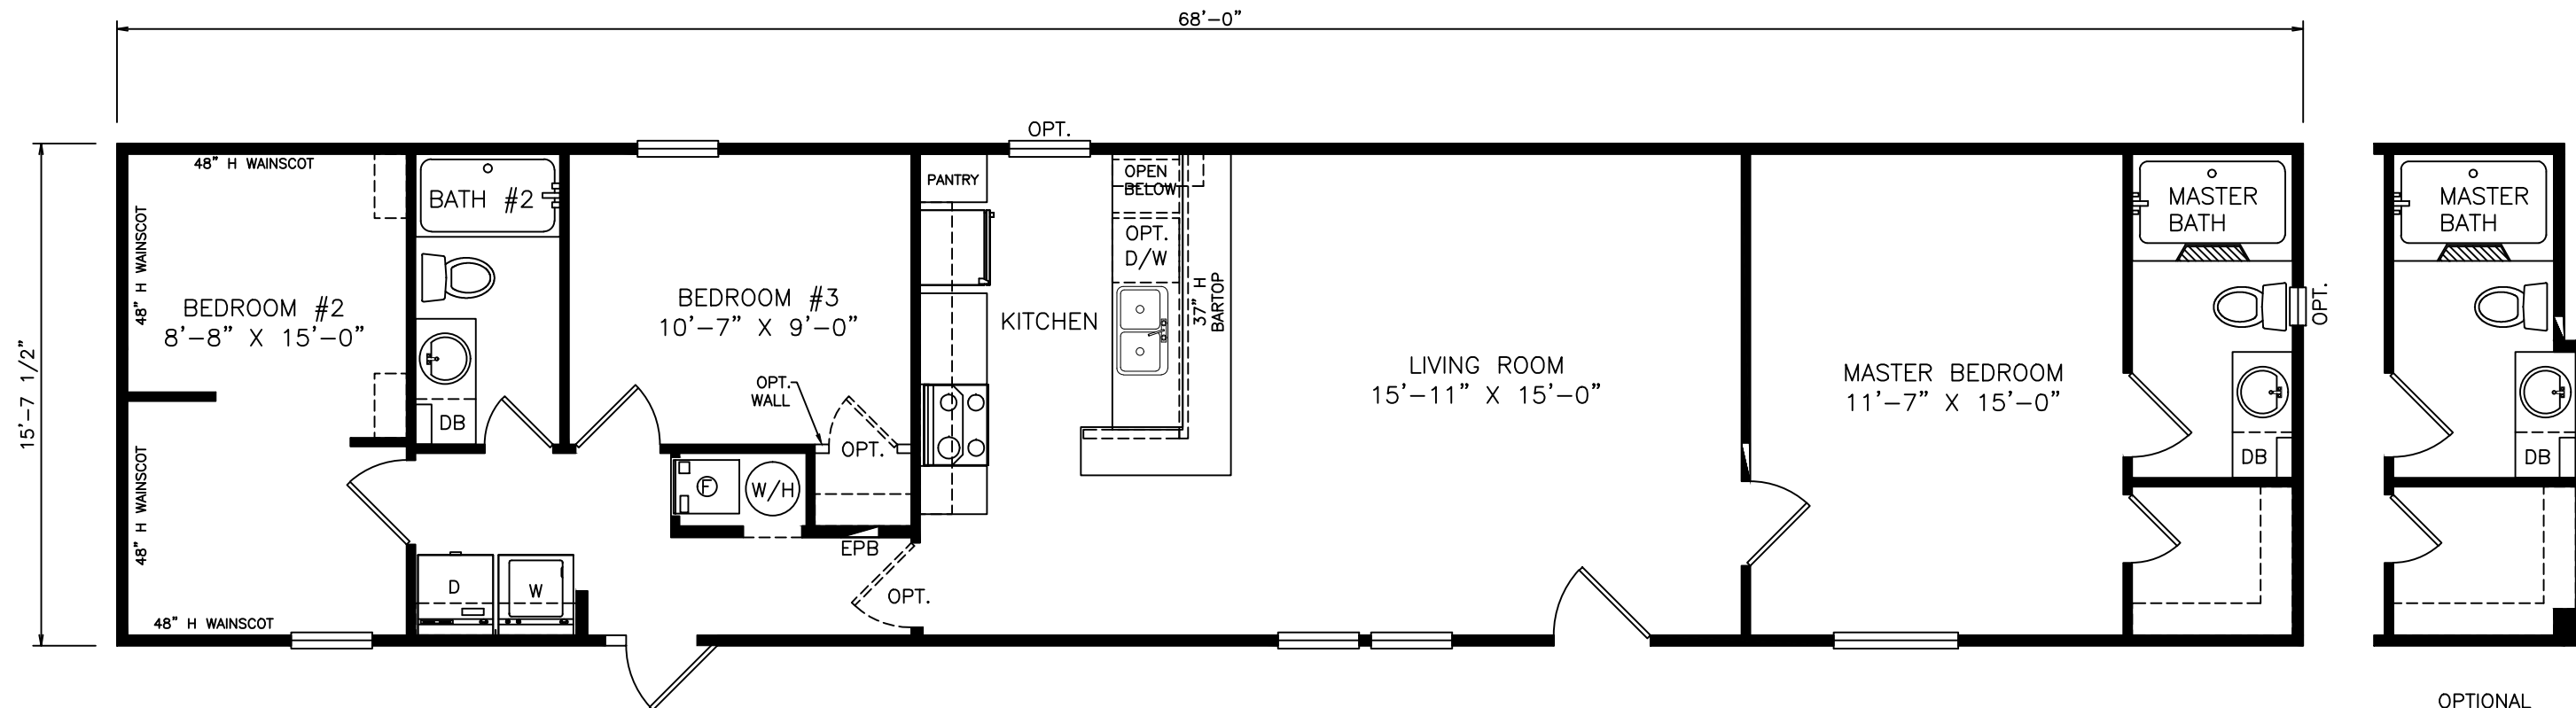 68'-0"
15'-7 1/2"
48" H WAINSCOT
48" H WAINSCOT
BEDROOM #2
8'-8" X 15'-0"
48" H WAINSCOT
48" H WAINSCOT
BATH #2
DB
D
W
BEDROOM #3
10'-7" X 9'-0"
OPT.
WALL
OPT.
F
W/H
EPB
OPT.
OPT.
PANTRY
KITCHEN
OPEN
BELOW
OPT.
D/W
37" H
BARTOP
LIVING ROOM
15'-11" X 15'-0"
MASTER BEDROOM
11'-7" X 15'-0"
MASTER
BATH
OPT.
DB
MASTER
BATH
DB
OPTIONAL